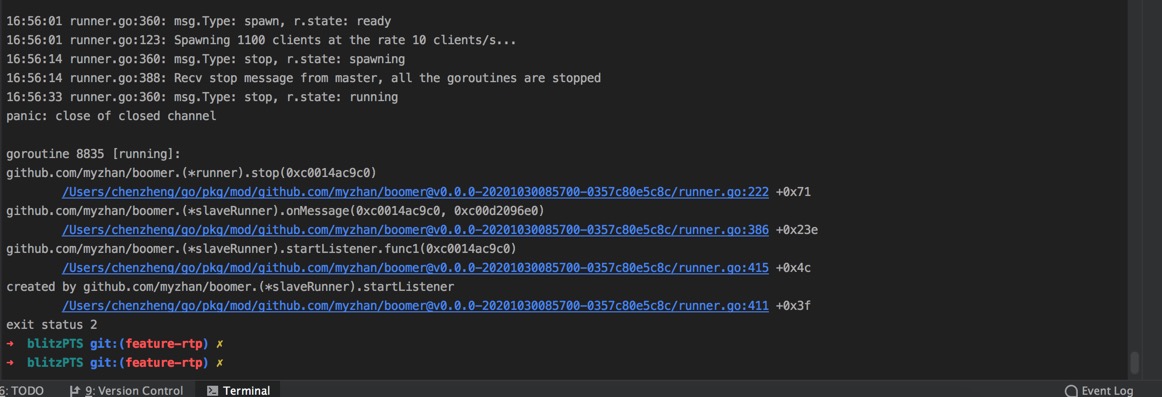 16:56:01 runner.go:360: msg.Type: spawn, r.state: ready
16:56:01 runner.go:123: Spawning 1100 clients at the rate 10 clients/s...
16:56:14 runner.go:360: msg.Type: stop, r.state: spawning
16:56:14 runner.go:388: Recv stop message from master, all the goroutines are stopped
16:56:33 runner.go:360: msg.Type: stop, r.state: running
panic: close of closed channel
goroutine 8835 [running]:
github.com/myzhan/boomer.(*runner).stop(0xc0014ac9c0)
/Users/chenzheng/go/pkg/mod/github.com/myzhan/boomer@v0.0.0-20201030085700-0357c80e5c8c/runner.go:222 +0x71
github.com/myzhan/boomer.(*slaveRunner).onMessage(0xc0014ac9c0, 0xc00d2096e0)
/Users/chenzheng/go/pkg/mod/github.com/myzhan/boomer@v0.0.0-20201030085700-0357c80e5c8c/runner.go:386 +0x23e
github.com/myzhan/boomer.(*slaveRunner).startListener.func1(0xc0014ac9c0)
/Users/chenzheng/go/pkg/mod/github.com/myzhan/boomer@v0.0.0-20201030085700-0357c80e5c8c/runner.go:415 +0x4c
created by github.com/myzhan/boomer.(*slaveRunner).startListener
/Users/chenzheng/go/pkg/mod/github.com/myzhan/boomer@v0.0.0-20201030085700-0357c80e5c8c/runner.go:411 +0x3f
exit status 2
➜ blitzPTS git:(feature-rtp) ✗
➜ blitzPTS git:(feature-rtp) ✗
6: TODO 9: Version Control Terminal Event Log